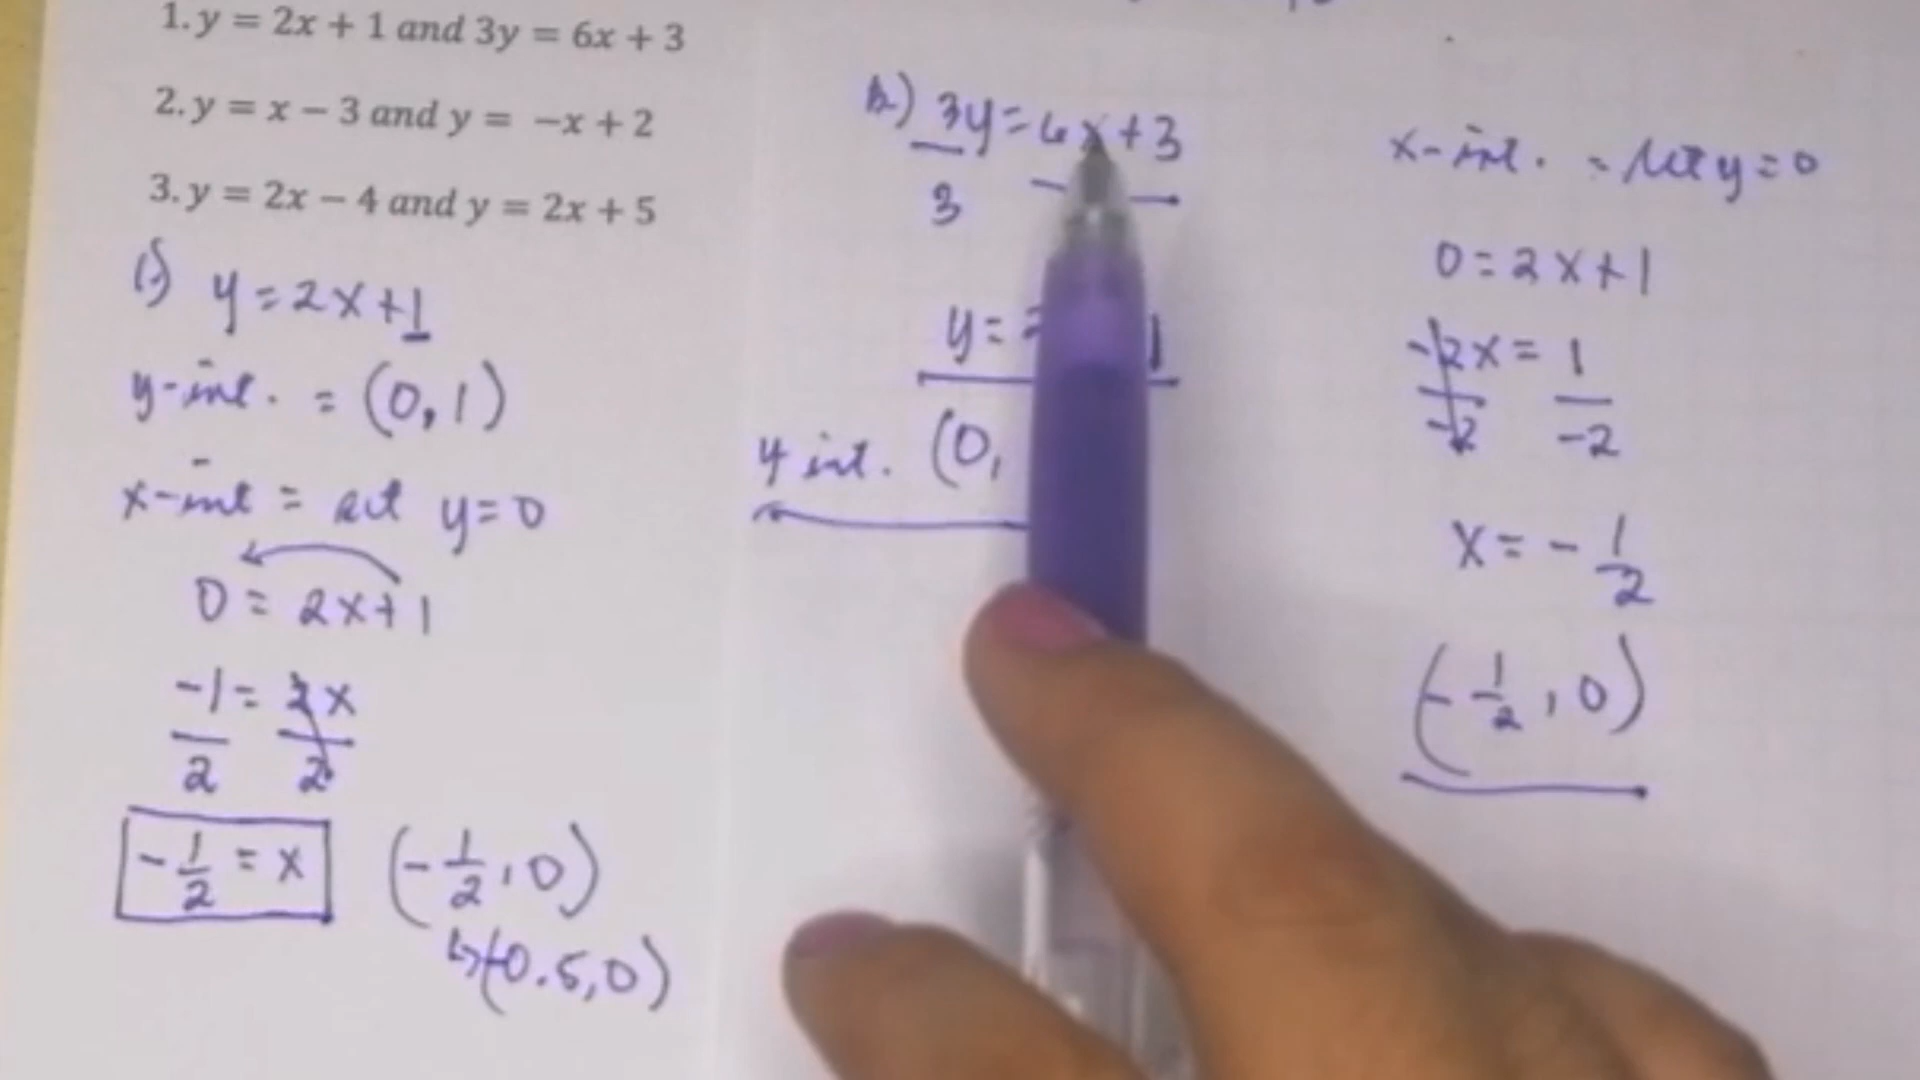 1. y = 2x + 1 and 3y = 6x + 3
2. y = x − 3 and y = −x + 2
3. y = 2x − 4 and y = 2x + 5
1.) y = 2x + 1
y-int. = (0, 1)
x-int = set y = 0
0 = 2x + 1
-1 = 2x
2 2
-1/2 = x (-1/2, 0)
(-0.5, 0)
3y = 6x + 3
3
y = 1
y int. (0,
x-int. = let y = 0
0 = 2x + 1
-2x = 1
-2 -2
x = -1/2
(-1/2, 0)